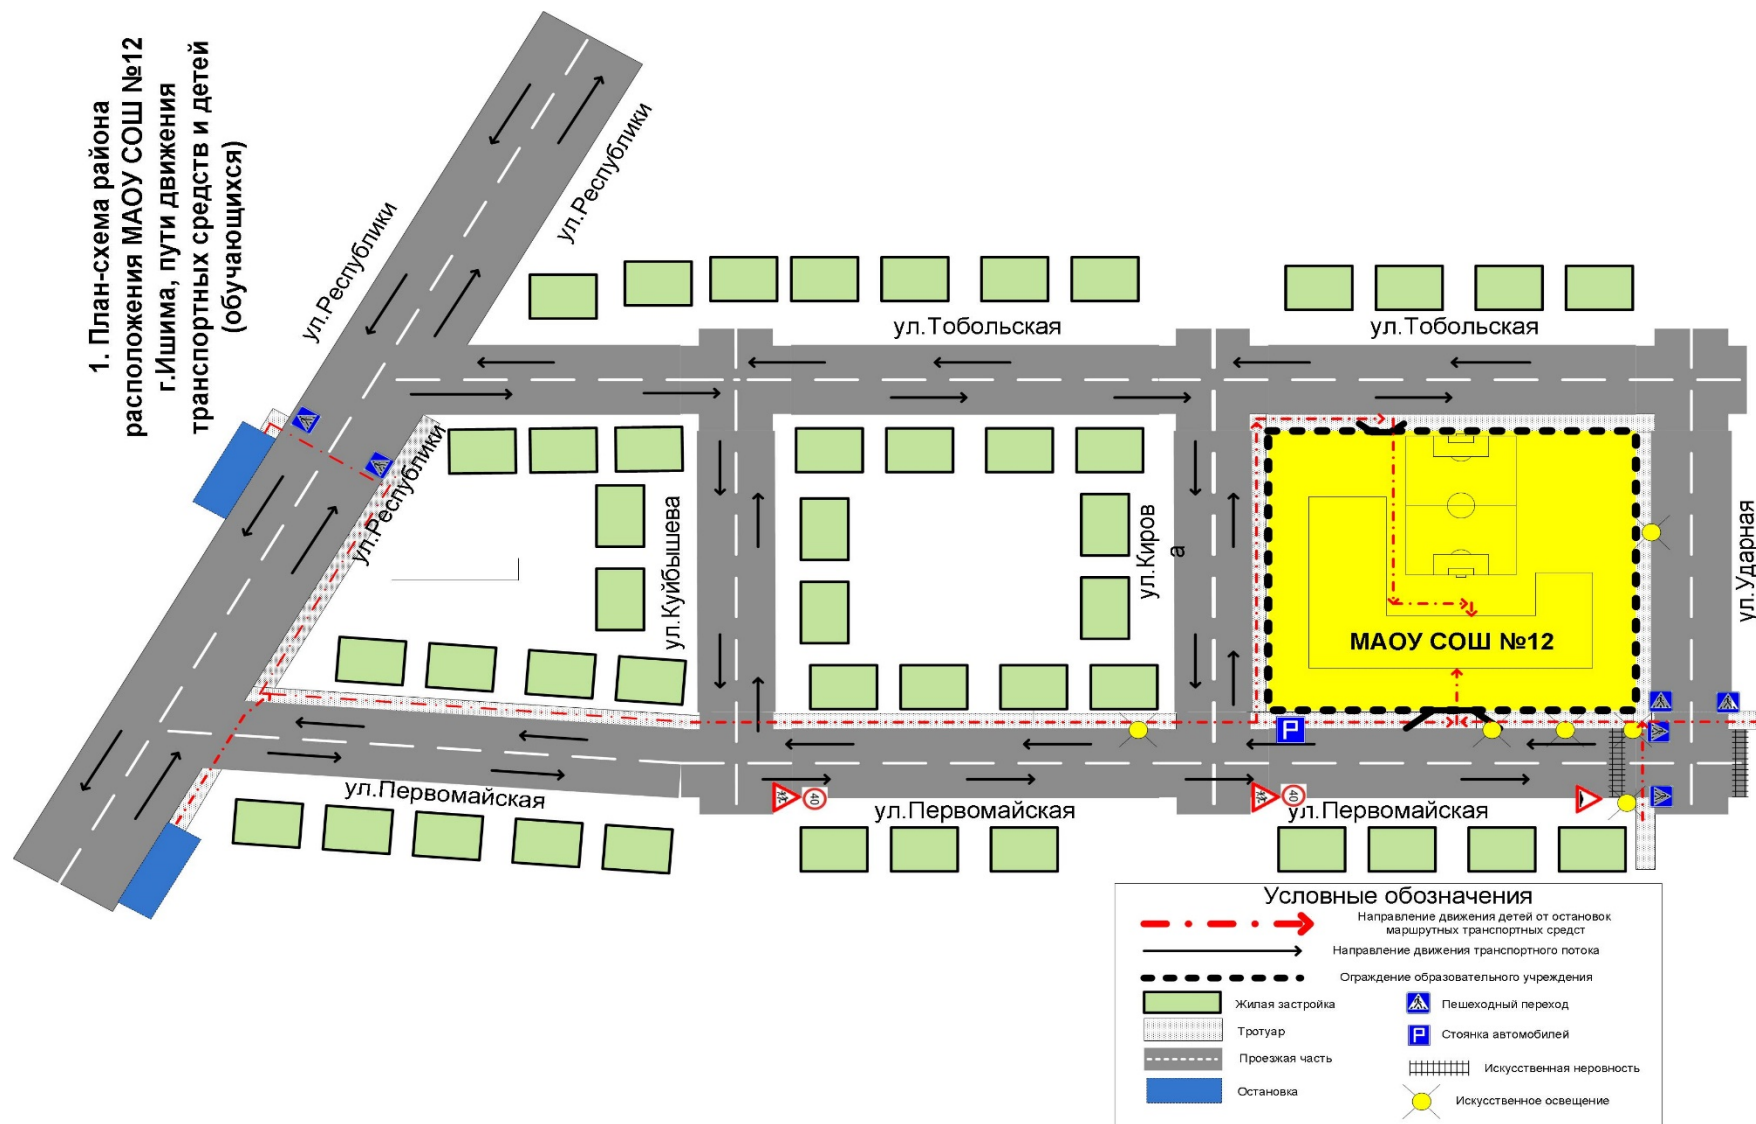 1. План-схема района
расположения МАОУ СОШ №12
г.Ишима, пути движения
транспортных средств и детей
(обучающихся)
ул.Республики
ул.Республики
ул.Республики
ул.Тобольская
ул.Тобольская
ул.Куйбышева
ул.Киров
а
ул.Ударная
МАОУ СОШ №12
P
ул.Первомайская
ул.Первомайская
ул.Первомайская
40
40
Условные обозначения
Направление движения детей от остановок
маршрутных транспортных средст
Направление движения транспортного потока
Ограждение образовательного учреждения
Жилая застройка
Пешеходный переход
Тротуар
P
Стоянка автомобилей
Проезжая часть
Искусственная неровность
Остановка
Искусственное освещение